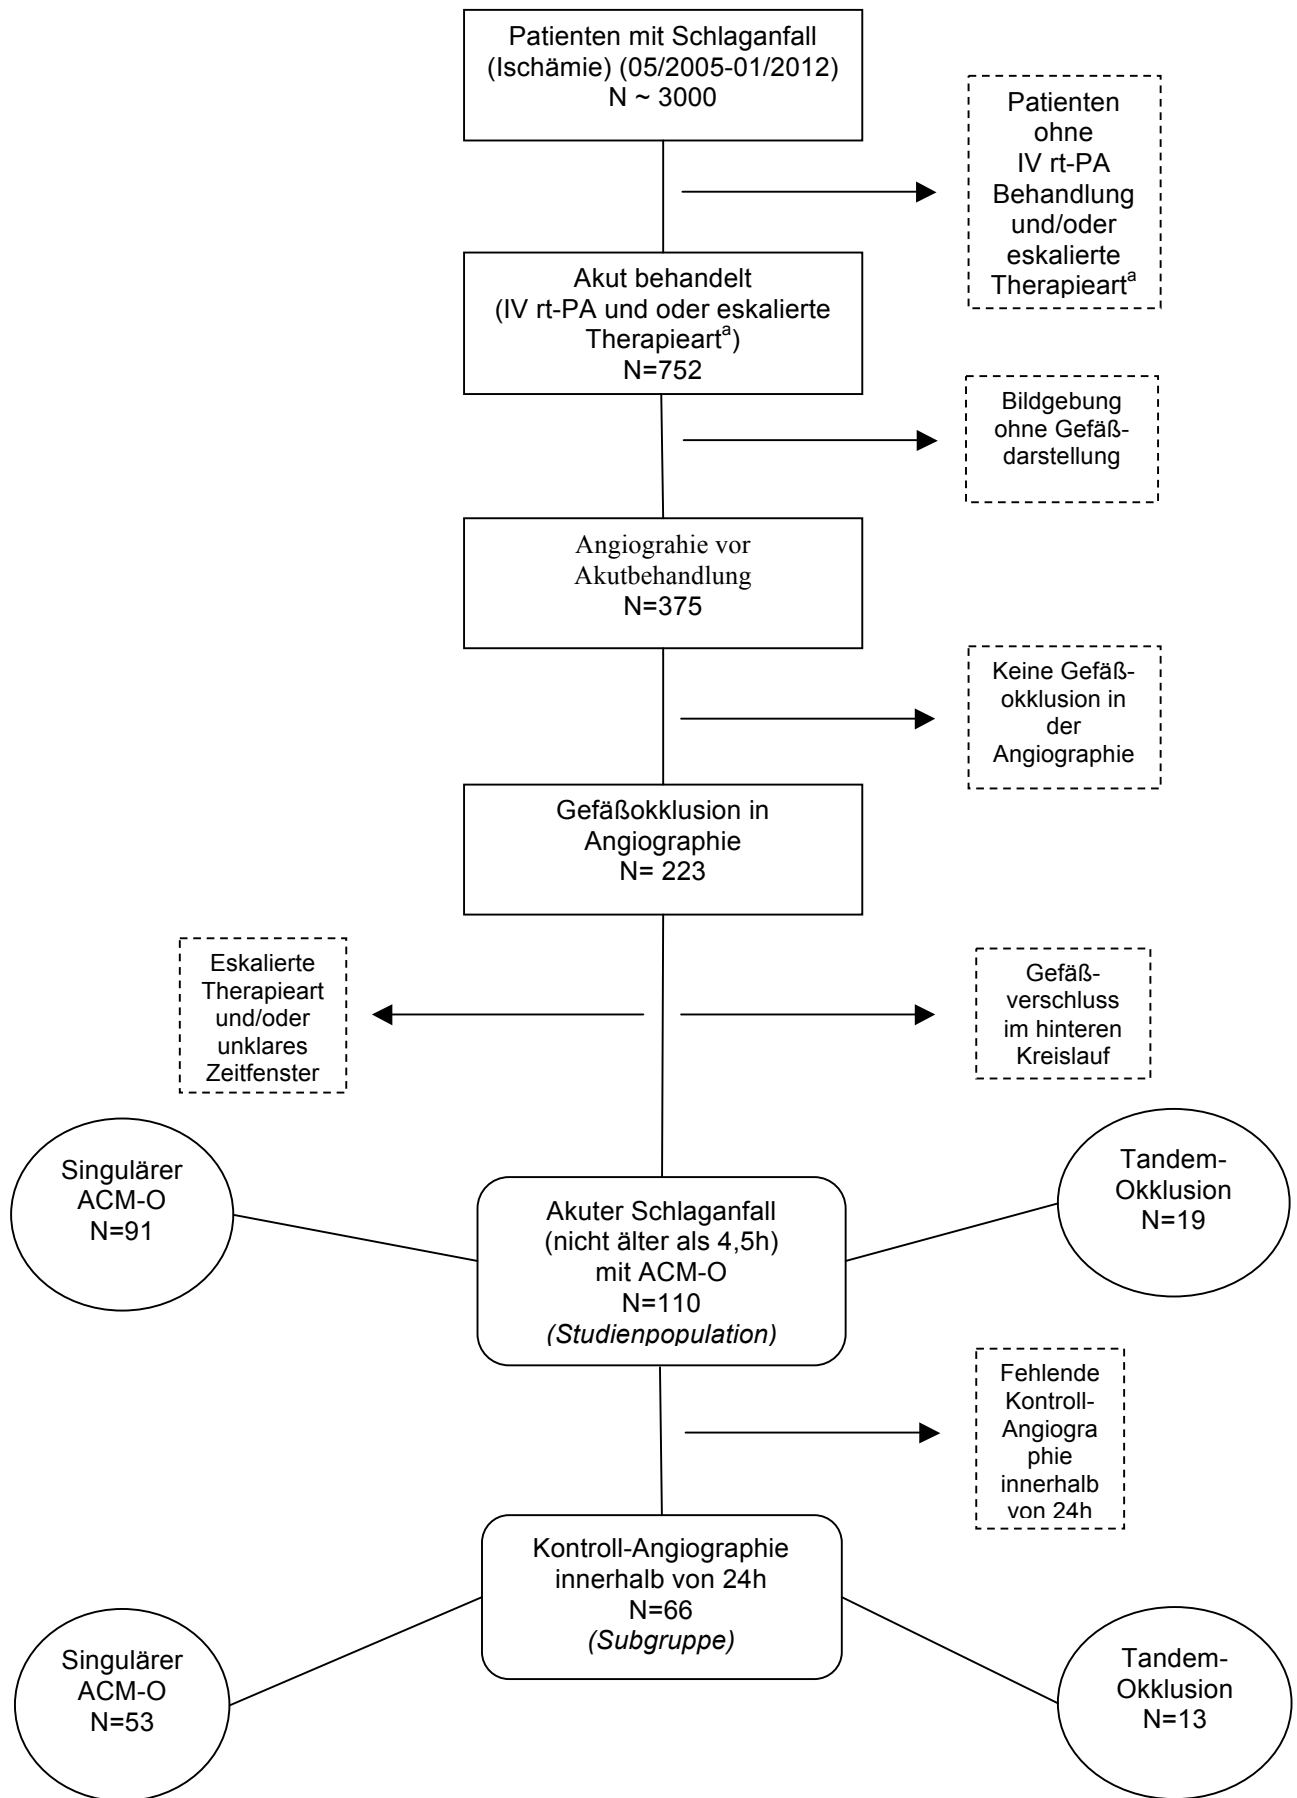 Patienten mit Schlaganfall
(Ischämie) (05/2005-01/2012)
N ~ 3000
Patienten
ohne
IV rt-PA
Behandlung
und/oder
eskalierte
Therapieartª
Akut behandelt
(IV rt-PA und oder eskalierte
Therapieartª)
N=752
Bildgebung
ohne Gefäß-
darstellung
Angiograhie vor
Akutbehandlung
N=375
Keine Gefäß-
okklusion in
der
Angiographie
Gefäßokklusion in
Angiographie
N= 223
Eskalierte
Therapieart
und/oder
unklares
Zeitfenster
Gefäß-
verschluss
im hinteren
Kreislauf
Singulärer
ACM-O
N=91
Akuter Schlaganfall
(nicht älter als 4,5h)
mit ACM-O
N=110
(Studienpopulation)
Tandem-
Okklusion
N=19
Fehlende
Kontroll-
Angiogra
phie
innerhalb
von 24h
Kontroll-Angiographie
innerhalb von 24h
N=66
(Subgruppe)
Singulärer
ACM-O
N=53
Tandem-
Okklusion
N=13